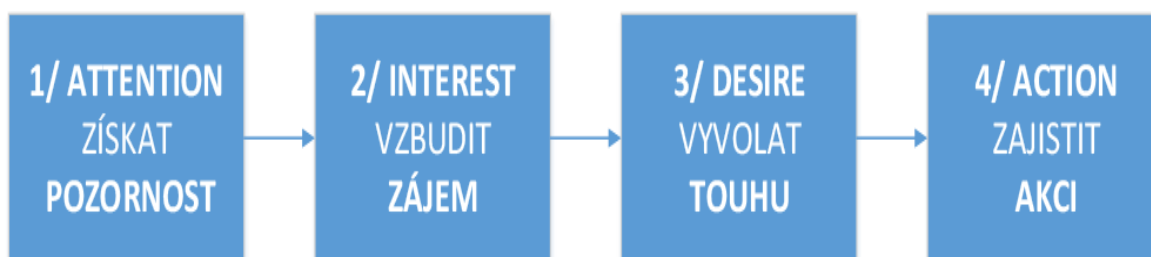 1/ ATTENTION
ZÍSKAT
POZORNOST
2/ INTEREST
VZBUDIT
ZÁJEM
3/ DESIRE
VYVOLAT
TOUHU
4/ ACTION
ZAJISTIT
AKCI